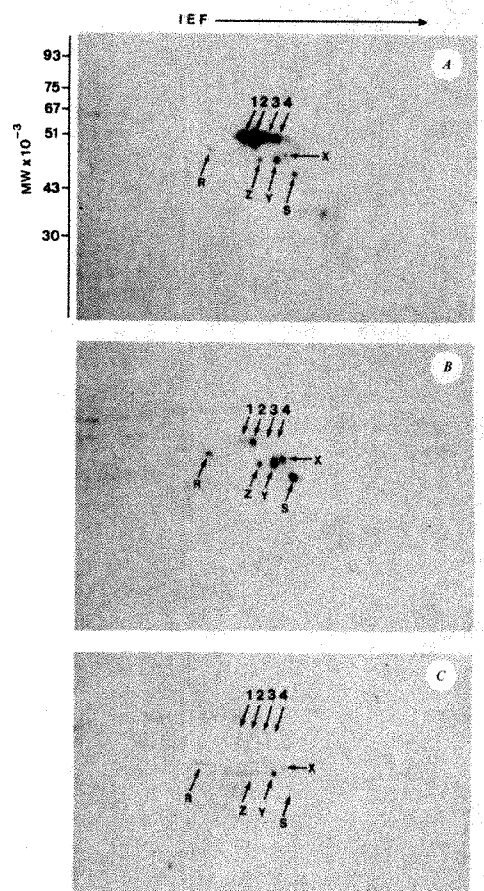 IEF
A
93-
75-
67-
51-
43-
30-
MW x 10⁻³
1 2 3 4
X
R
Z Y
S
B
1 2 3 4
X
R
Z Y
S
C
1 2 3 4
X
R
Z Y
S